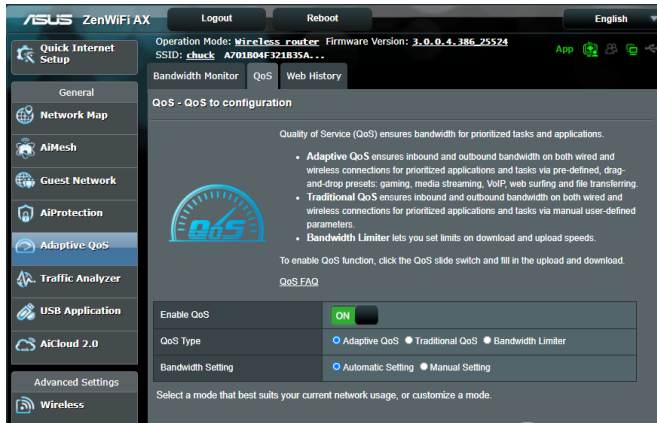 ASUS ZenWiFi AX
Logout
Reboot
English
Quick Internet
Setup
Operation Mode: Wireless router Firmware Version: 3.0.0.4.386_25524
SSID: chuck A701B04F321B35A...
App
Bandwidth Monitor QoS Web History
General
Network Map
AiMesh
Guest Network
AiProtection
Adaptive QoS
Traffic Analyzer
USB Application
AiCloud 2.0
Advanced Settings
Wireless
QoS - QoS to configuration
Quality of Service (QoS) ensures bandwidth for prioritized tasks and applications.
• Adaptive QoS ensures inbound and outbound bandwidth on both wired and
wireless connections for prioritized applications and tasks via pre-defined, drag-
and-drop presets: gaming, media streaming, VoIP, web surfing and file transferring.
• Traditional QoS ensures inbound and outbound bandwidth on both wired and
wireless connections for prioritized applications and tasks via manual user-defined
parameters.
• Bandwidth Limiter lets you set limits on download and upload speeds.
To enable QoS function, click the QoS slide switch and fill in the upload and download.
QoS FAQ
QoS
Enable QoS ON
QoS Type Adaptive QoS Traditional QoS Bandwidth Limiter
Bandwidth Setting Automatic Setting Manual Setting
Select a mode that best suits your current network usage, or customize a mode.